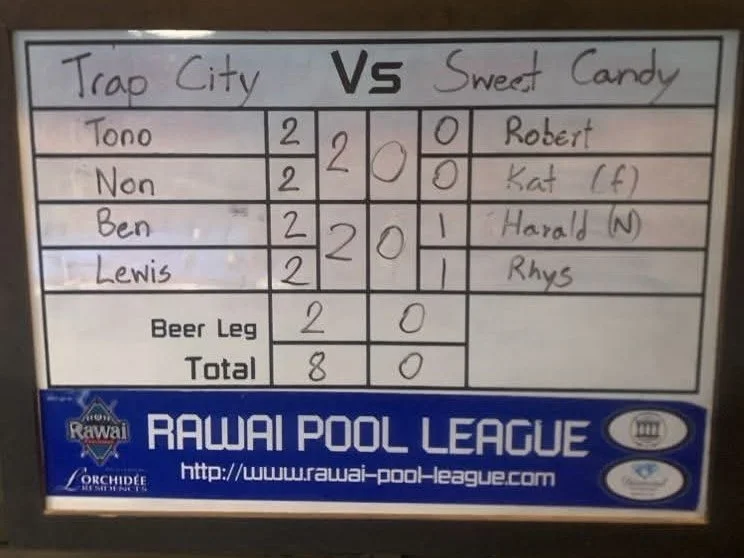 Trap City Vs Sweet Candy
Tono 2 2 0 0 Robert
Non 2 0 Kat (f)
Ben 2 2 0 1 Harald (N)
Lewis 2 1 Rhys
Beer Leg 2 0
Total 8 0
Rawai
RAWAI POOL LEAGUE
L'ORCHIDÉE
RESIDENCES
http://www.rawai-pool-league.com